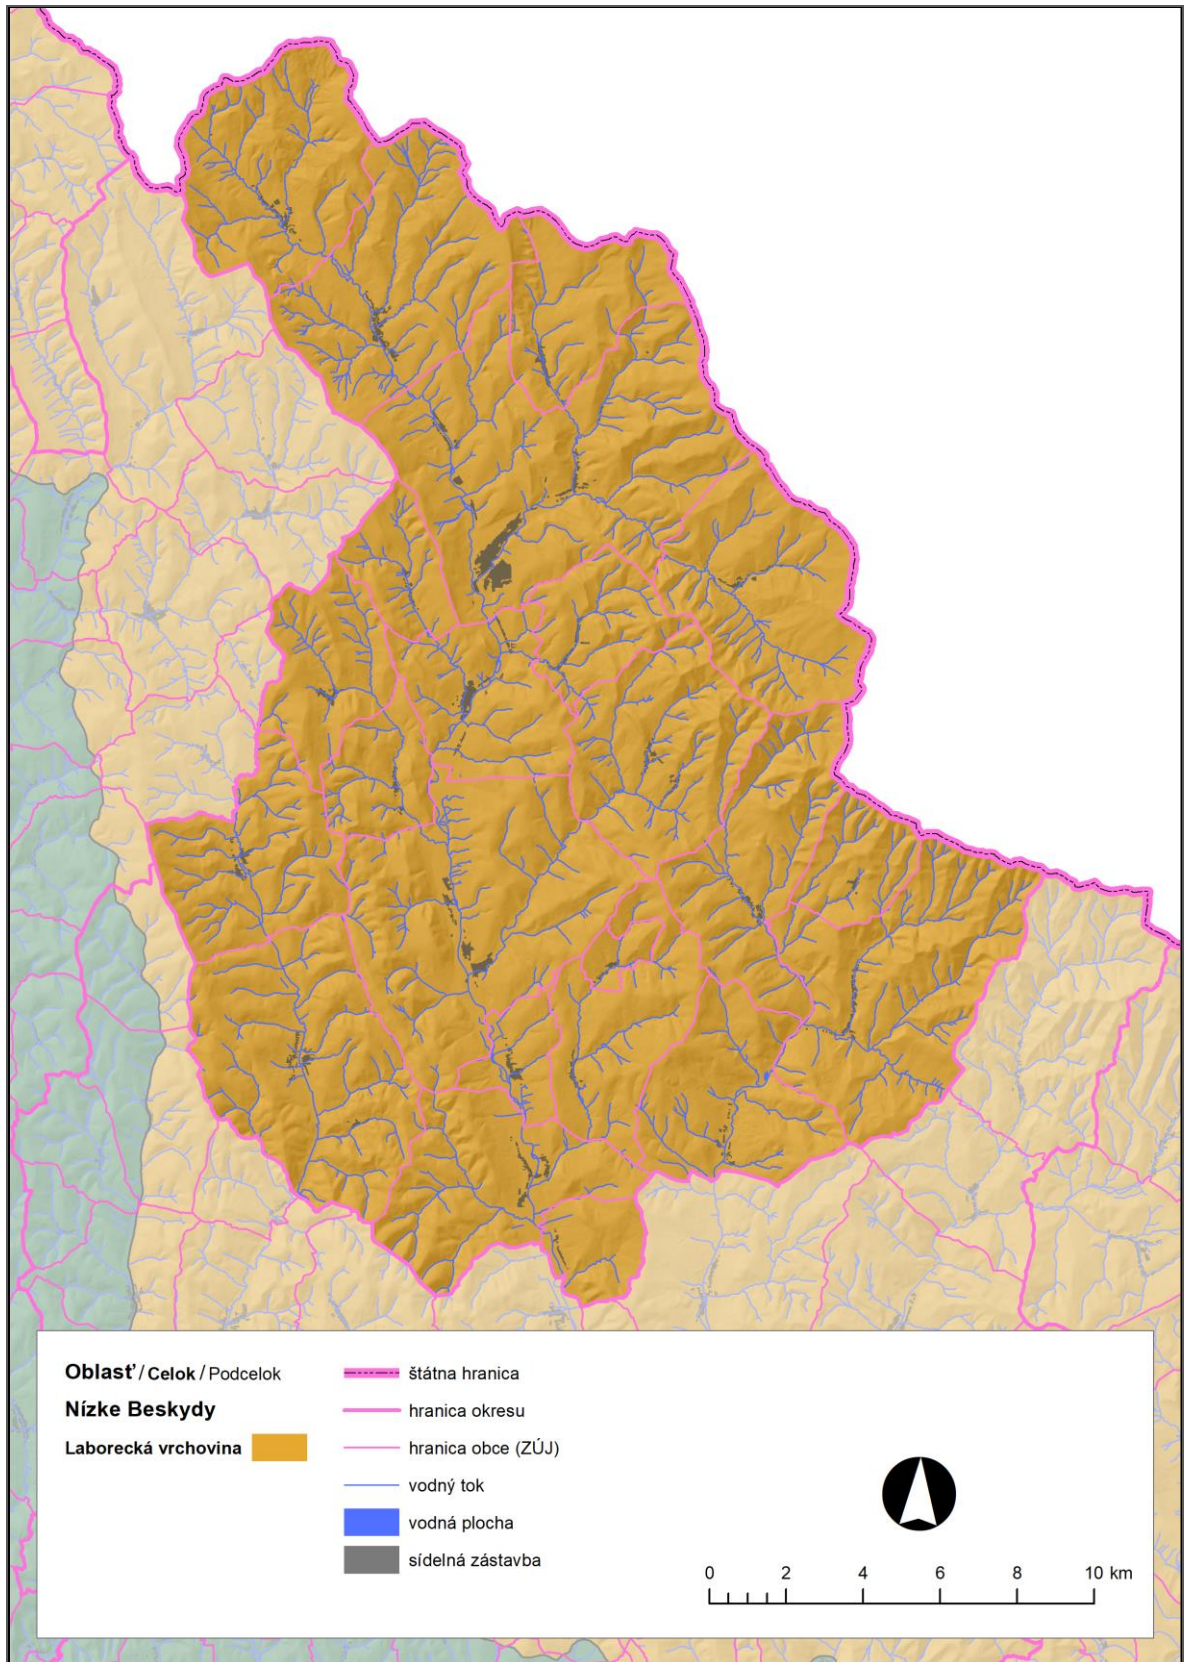 Oblasť / Celok / Podcelok
Nízke Beskydy
Laborecká vrchovina
štátna hranica
hranica okresu
hranica obce (ZÚJ)
vodný tok
vodná plocha
sídelná zástavba
0 2 4 6 8 10 km